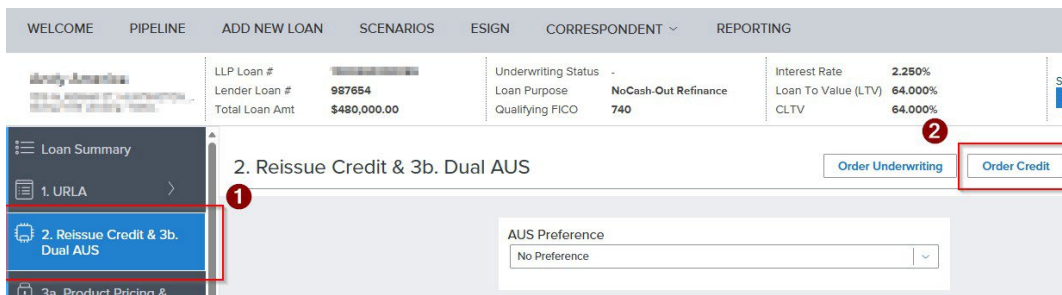 WELCOME PIPELINE ADD NEW LOAN SCENARIOS ESIGN CORRESPONDENT REPORTING
LLP Loan #
Lender Loan # 987654
Total Loan Amt $480,000.00
Underwriting Status -
Loan Purpose NoCash-Out Refinance
Qualifying FICO 740
Interest Rate 2.250%
Loan To Value (LTV) 64.000%
CLTV 64.000%
S
2
Loan Summary
1. URLA
1
2. Reissue Credit & 3b.
Dual AUS
3a. Product Pricing &
2. Reissue Credit & 3b. Dual AUS
Order Underwriting
Order Credit
AUS Preference
No Preference